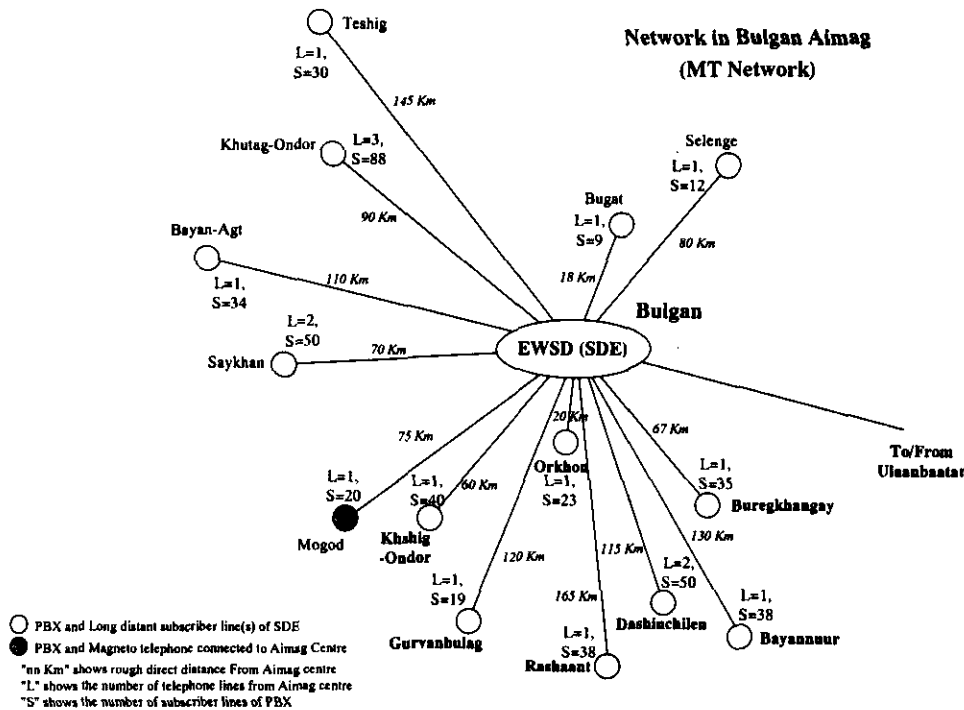 Network in Bulgan Aimag
(MT Network)
Teshig
L=1,
S=30
145 Km
Khutag-Ondor
L=3,
S=88
90 Km
Selenge
L=1,
S=12
80 Km
Bugat
L=1,
S=9
18 Km
Bayan-Agt
L=1,
S=34
110 Km
Bulgan
EWSD (SDE)
L=2,
S=50
Saykhan
70 Km
To/From
Ulaanbaatar
75 Km
L=1,
S=20
Mogod
60 Km
L=1,
S=40
Khshig
-Ondor
20 Km
Orkhon
L=1,
S=23
67 Km
L=1,
S=35
Buregkhangay
120 Km
L=1,
S=19
Gurvanbulag
165 Km
L=1,
S=38
Rashaant
115 Km
L=2,
S=50
Dashinchilen
130 Km
L=1,
S=38
Bayannuur
PBX and Long distant subscriber line(s) of SDE
PBX and Magneto telephone connected to Aimag Centre
"nn Km" shows rough direct distance From Aimag centre
"L" shows the number of telephone lines from Aimag centre
"S" shows the number of subscriber lines of PBX